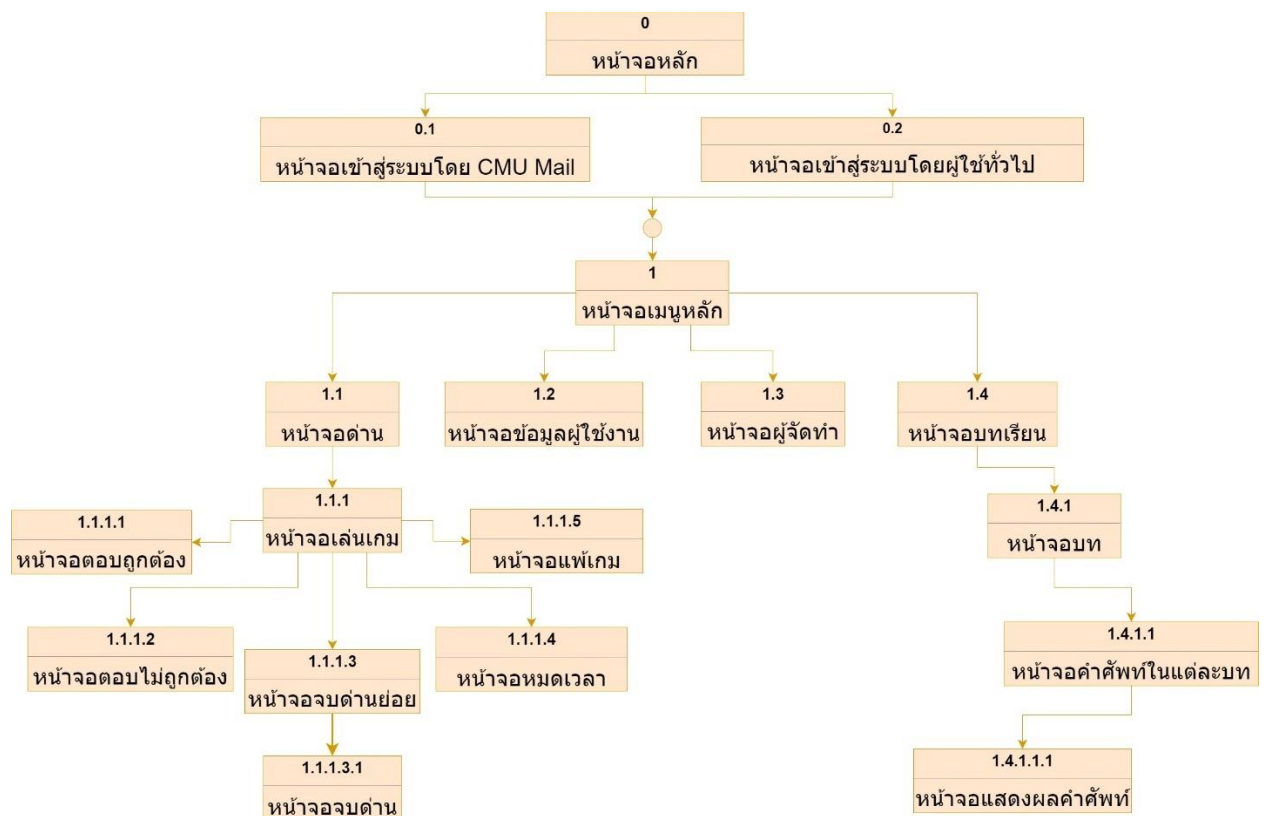 0
หน้าจอหลัก
0.1
หน้าจอเข้าสู่ระบบโดย CMU Mail
0.2
หน้าจอเข้าสู่ระบบโดยผู้ใช้ทั่วไป
1
หน้าจอเมนูหลัก
1.1
หน้าจอด่าน
1.2
หน้าจอข้อมูลผู้ใช้งาน
1.3
หน้าจอผู้จัดทำ
1.4
หน้าจอบทเรียน
1.1.1
หน้าจอเล่นเกม
1.4.1
หน้าจอบท
1.1.1.1
หน้าจอตอบถูกต้อง
1.1.1.5
หน้าจอแพ้เกม
1.1.1.2
หน้าจอตอบไม่ถูกต้อง
1.1.1.3
หน้าจอจบด่านย่อย
1.1.1.4
หน้าจอหมดเวลา
1.4.1.1
หน้าจอคำศัพท์ในแต่ละบท
1.1.1.3.1
หน้าจอจบด่าน
1.4.1.1.1
หน้าจอแสดงผลคำศัพท์